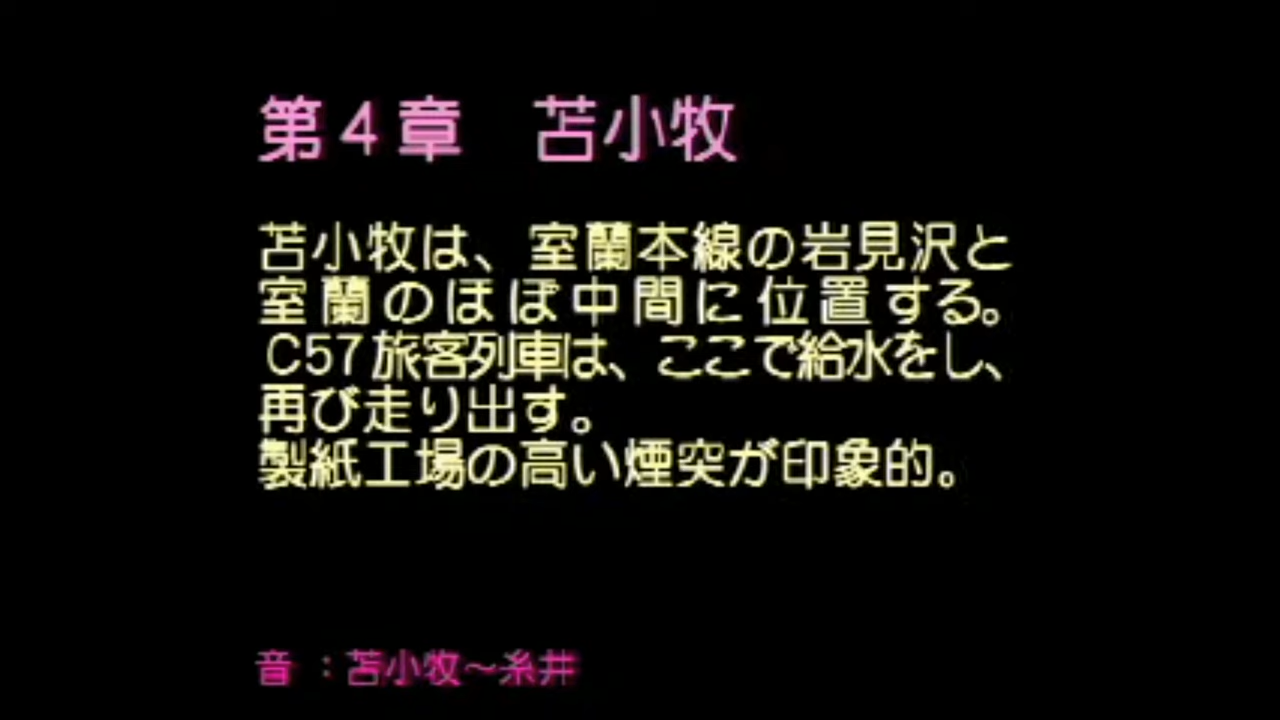 第４章　苫小牧
苫小牧は、室蘭本線の岩見沢と
室蘭のほぼ中間に位置する。
C57旅客列車は、ここで給水をし、
再び走り出す。
製紙工場の高い煙突が印象的。
音：苫小牧～糸井